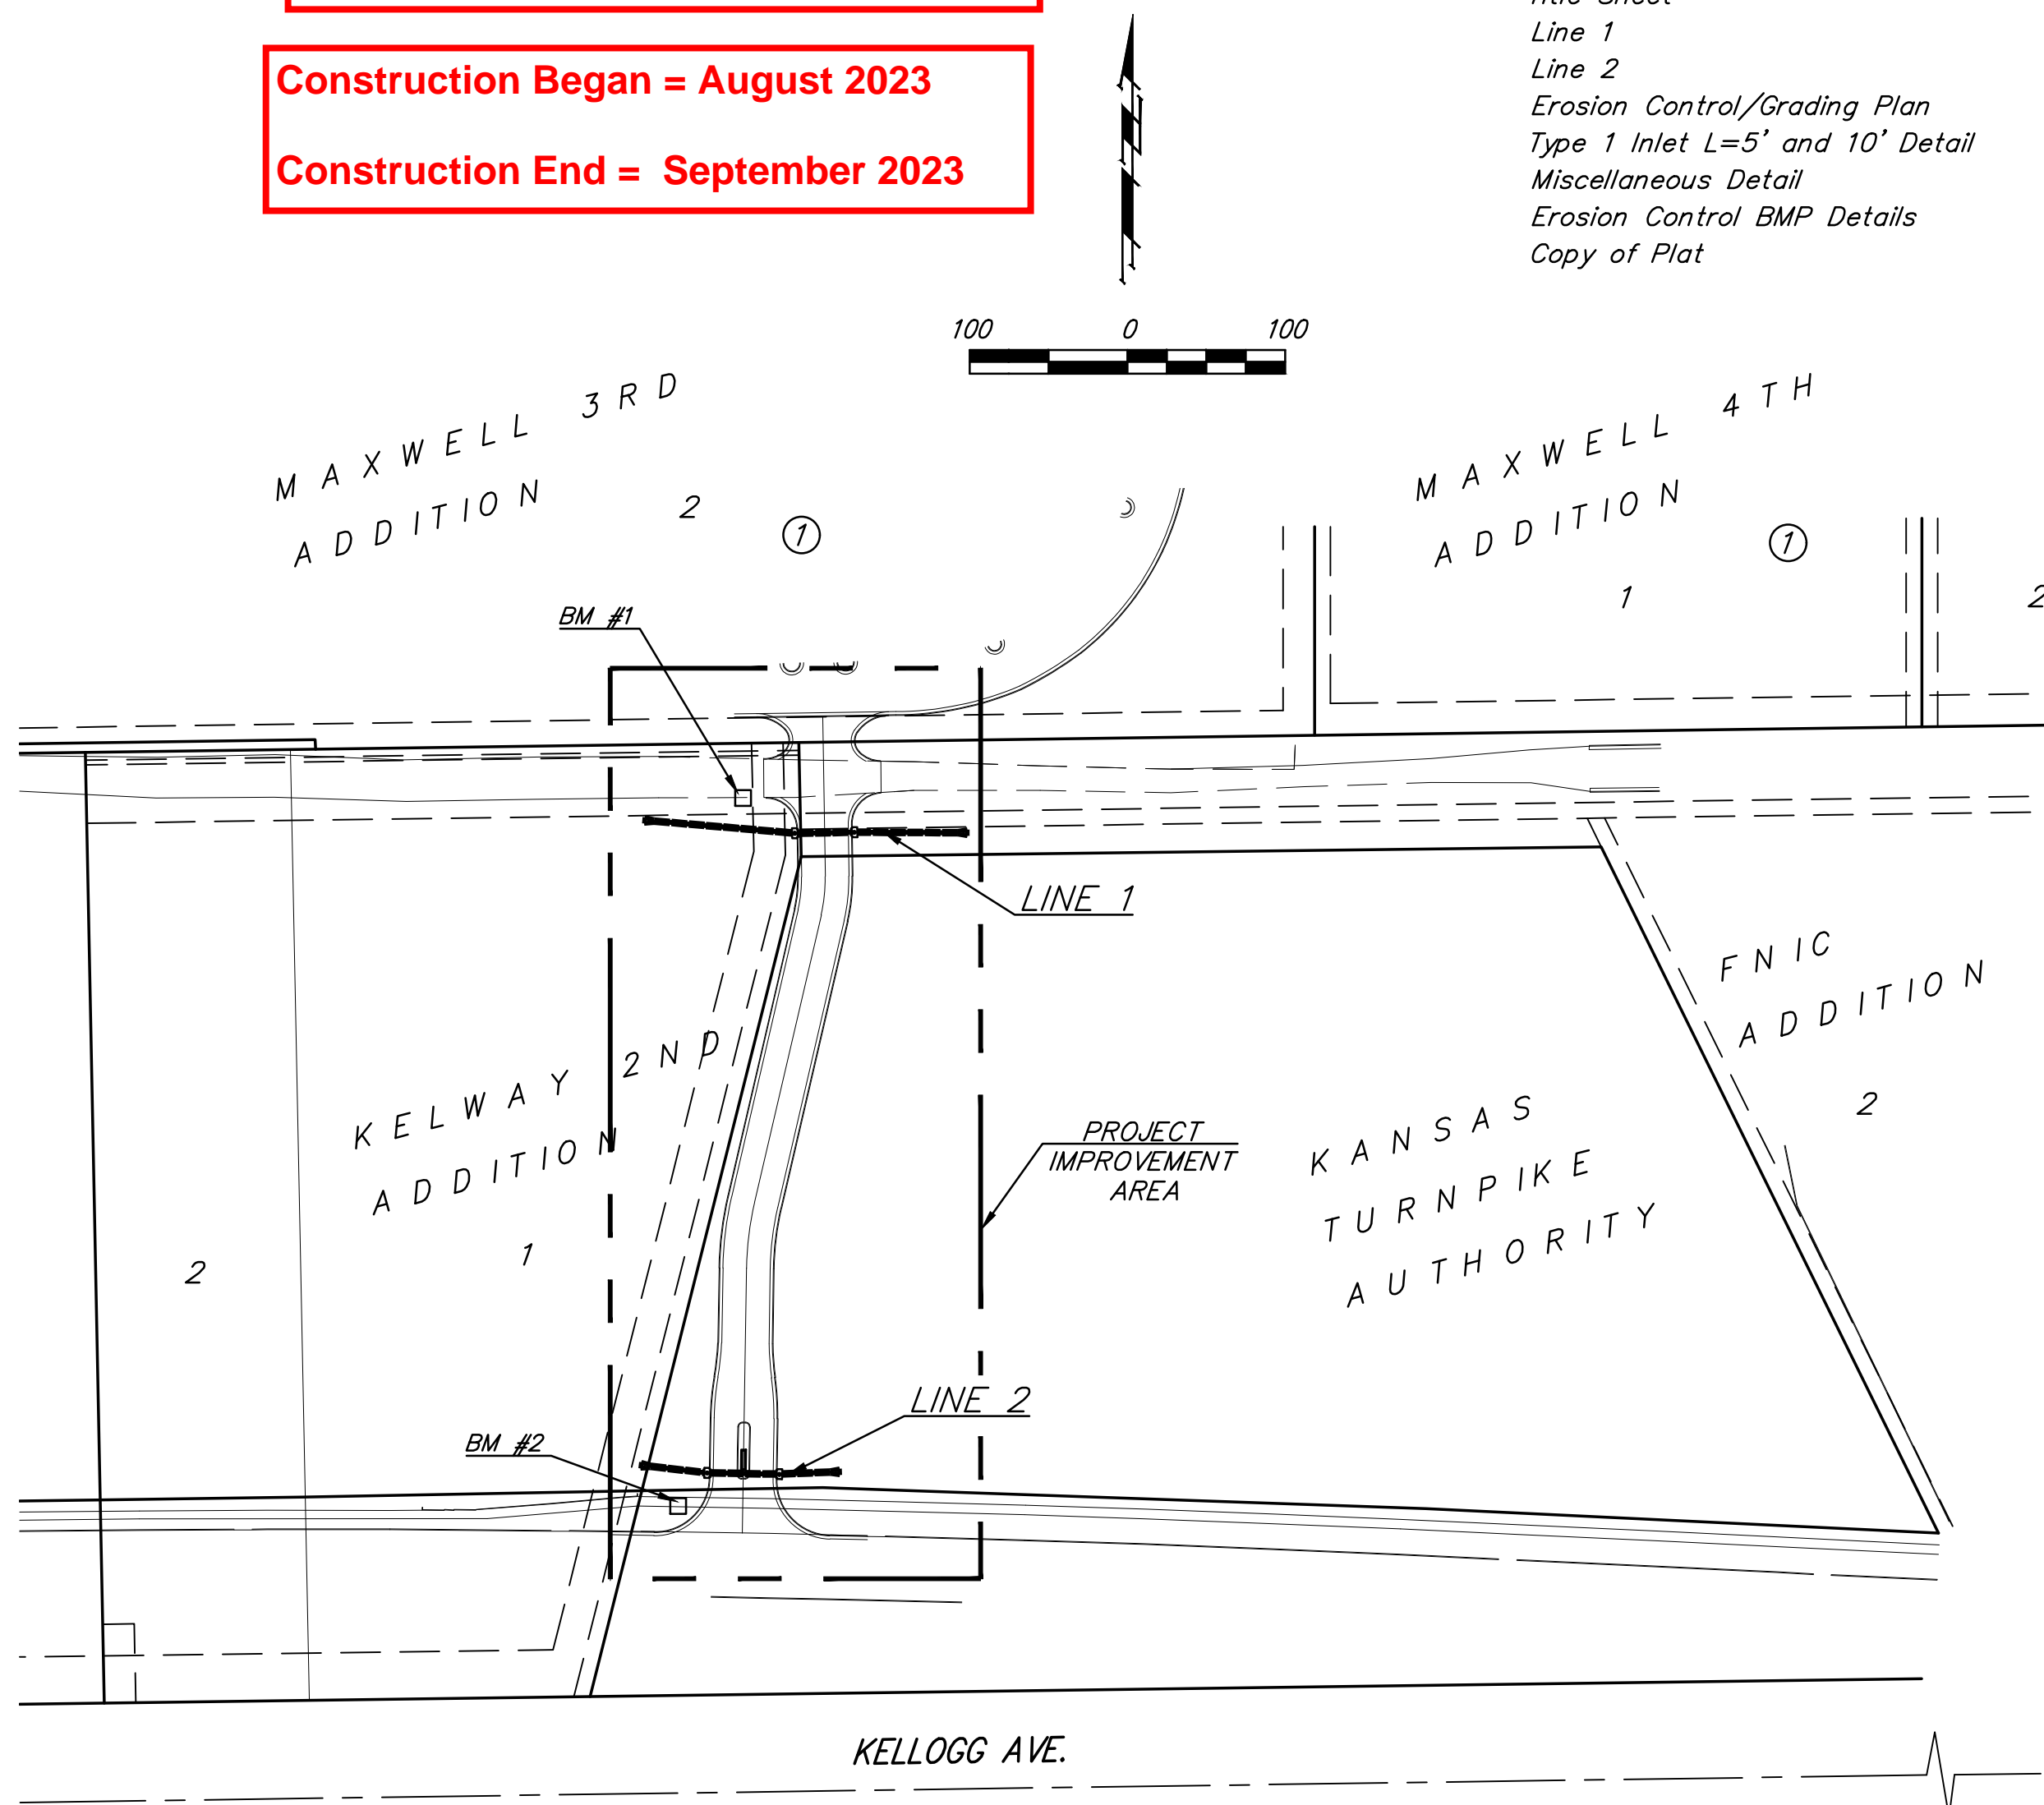 Construction Began = August 2023
Construction End = September 2023
Title Sheet
Line 1
Line 2
Erosion Control/Grading Plan
Type 1 Inlet L=5' and 10' Detail
Miscellaneous Detail
Erosion Control BMP Details
Copy of Plat
N
100 0 100
MAXWELL 3RD
ADDITION
2
1
MAXWELL 4TH
ADDITION
1
1
2
BM #1
LINE 1
FNIC
ADDITION
2
KELWAY 2ND
ADDITION
1
2
PROJECT
IMPROVEMENT
AREA
KANSAS
TURNPIKE
AUTHORITY
LINE 2
BM #2
KELLOGG AVE.